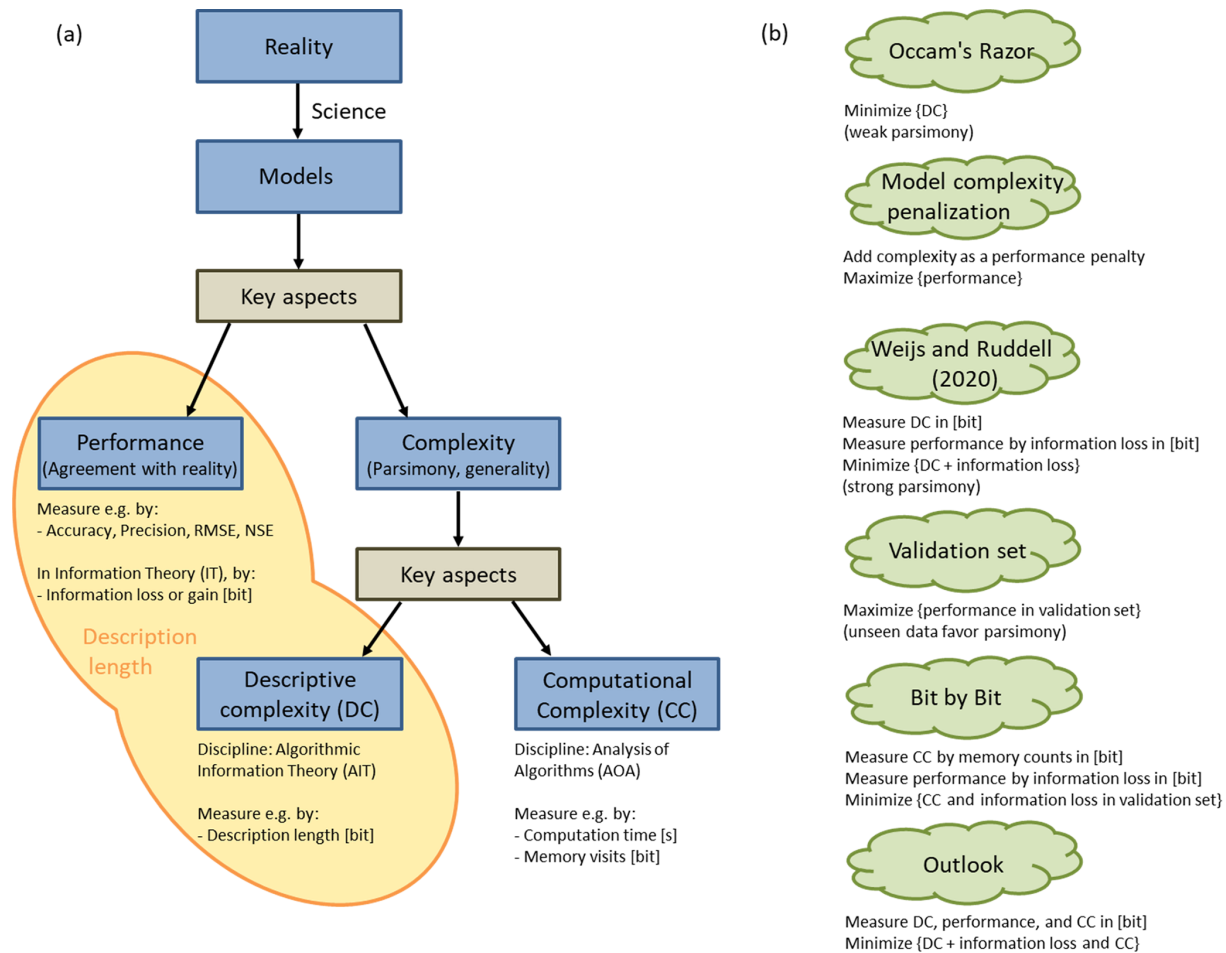 (a)
Reality
Science
Models
Key aspects
Performance
(Agreement with reality)
Complexity
(Parsimony, generality)
Measure e.g. by:
- Accuracy, Precision, RMSE, NSE
In Information Theory (IT), by:
- Information loss or gain [bit]
Key aspects
Description
length
Descriptive
complexity (DC)
Computational
Complexity (CC)
Discipline: Algorithmic
Information Theory (AIT)
Measure e.g. by:
- Description length [bit]
Discipline: Analysis of
Algorithms (AOA)
Measure e.g. by:
- Computation time [s]
- Memory visits [bit]
(b)
Occam's Razor
Minimize {DC}
(weak parsimony)
Model complexity
penalization
Add complexity as a performance penalty
Maximize {performance}
Weijs and Ruddell
(2020)
Measure DC in [bit]
Measure performance by information loss in [bit]
Minimize {DC + information loss}
(strong parsimony)
Validation set
Maximize {performance in validation set}
(unseen data favor parsimony)
Bit by Bit
Measure CC by memory counts in [bit]
Measure performance by information loss in [bit]
Minimize {CC and information loss in validation set}
Outlook
Measure DC, performance, and CC in [bit]
Minimize {DC + information loss and CC}